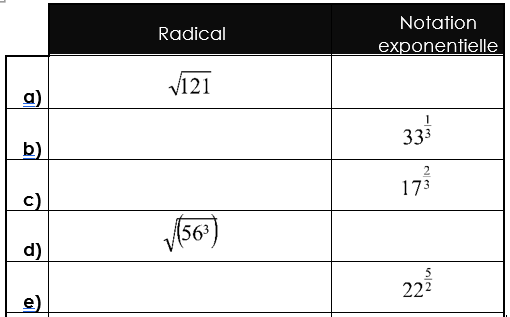 Radical Notation exponentielle
a) √121
b) 33^(1/3)
c) 17^(2/3)
d) √(56³)
e) 22^(5/2)